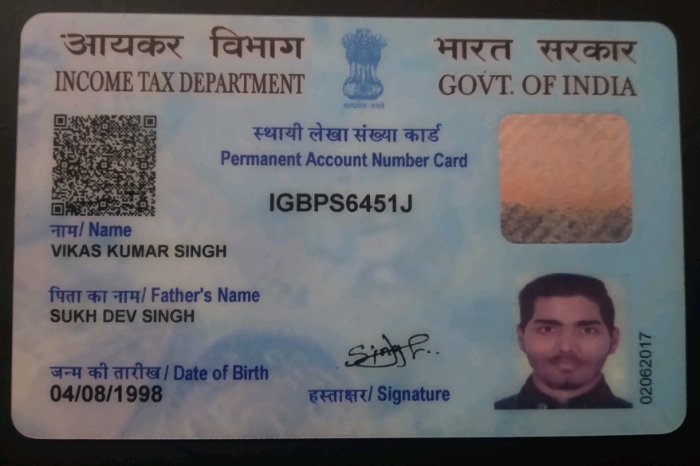 आयकर विभाग
INCOME TAX DEPARTMENT
सत्यमेव जयते
भारत सरकार
GOVT. OF INDIA
स्थायी लेखा संख्या कार्ड
Permanent Account Number Card
IGBPS6451J
नाम/ Name
VIKAS KUMAR SINGH
पिता का नाम/ Father's Name
SUKH DEV SINGH
जन्म की तारीख/ Date of Birth
04/08/1998
हस्ताक्षर/ Signature
02062017